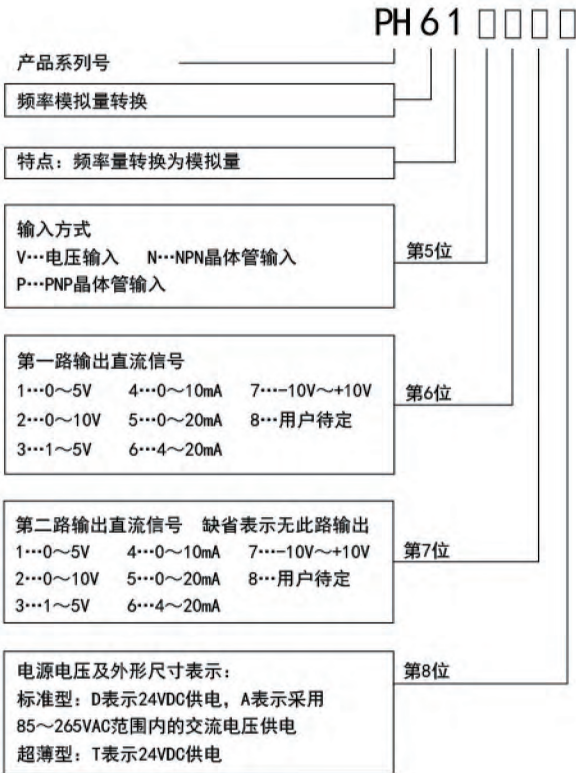 PH61□□□□
产品系列号
频率模拟量转换
特点：频率量转换为模拟量
输入方式
V…电压输入 N…NPN晶体管输入
P…PNP晶体管输入
第5位
第一路输出直流信号
1…0～5V 4…0～10mA 7…-10V～+10V
2…0～10V 5…0～20mA 8…用户待定
3…1～5V 6…4～20mA
第6位
第二路输出直流信号 缺省表示无此路输出
1…0～5V 4…0～10mA 7…-10V～+10V
2…0～10V 5…0～20mA 8…用户待定
3…1～5V 6…4～20mA
第7位
电源电压及外形尺寸表示：
标准型：D表示24VDC供电，A表示采用
85～265VAC范围内的交流电压供电
超薄型：T表示24VDC供电
第8位